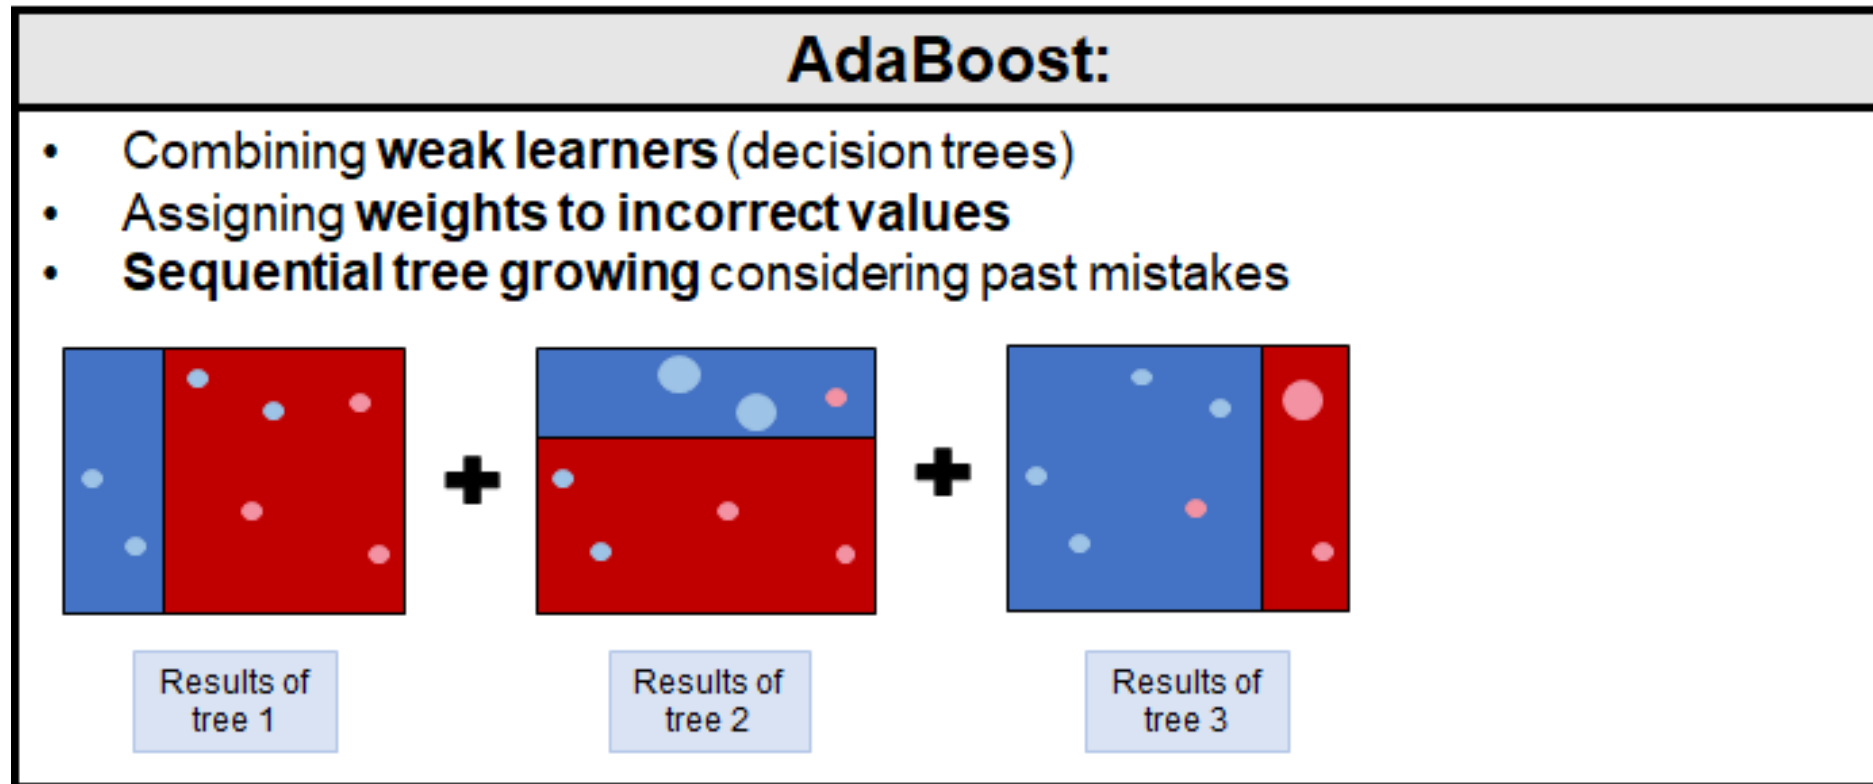 AdaBoost:
• Combining weak learners (decision trees)
• Assigning weights to incorrect values
• Sequential tree growing considering past mistakes
Results of
tree 1
Results of
tree 2
Results of
tree 3